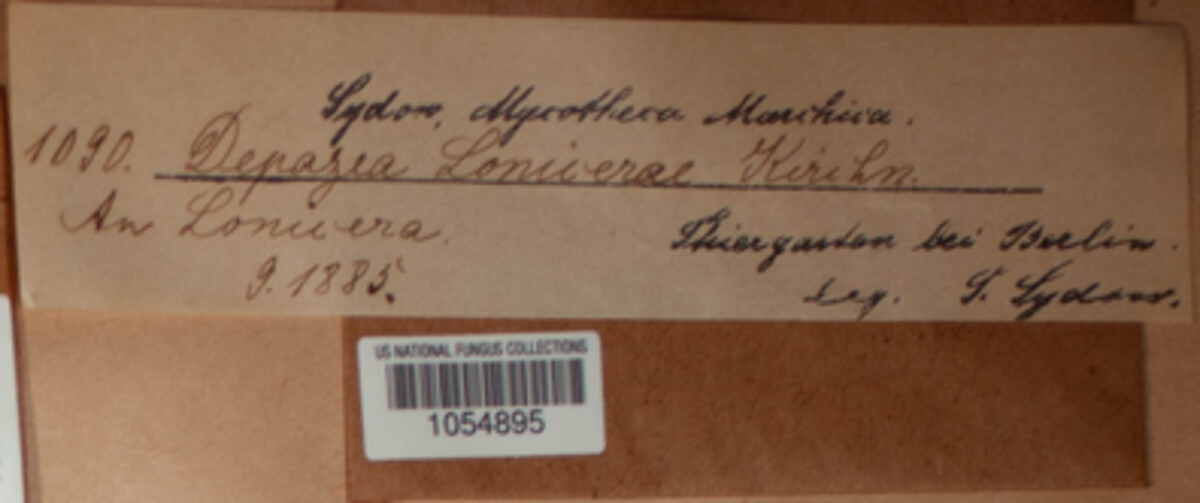 Sydow, Mycotheca Marchica.
1090. Depazea Lonicerae Kirchn.
An Lonicera.
Thiergarten bei Berlin.
9. 1885.
Leg. P. Sydow.
US NATIONAL FUNGUS COLLECTIONS
1054895